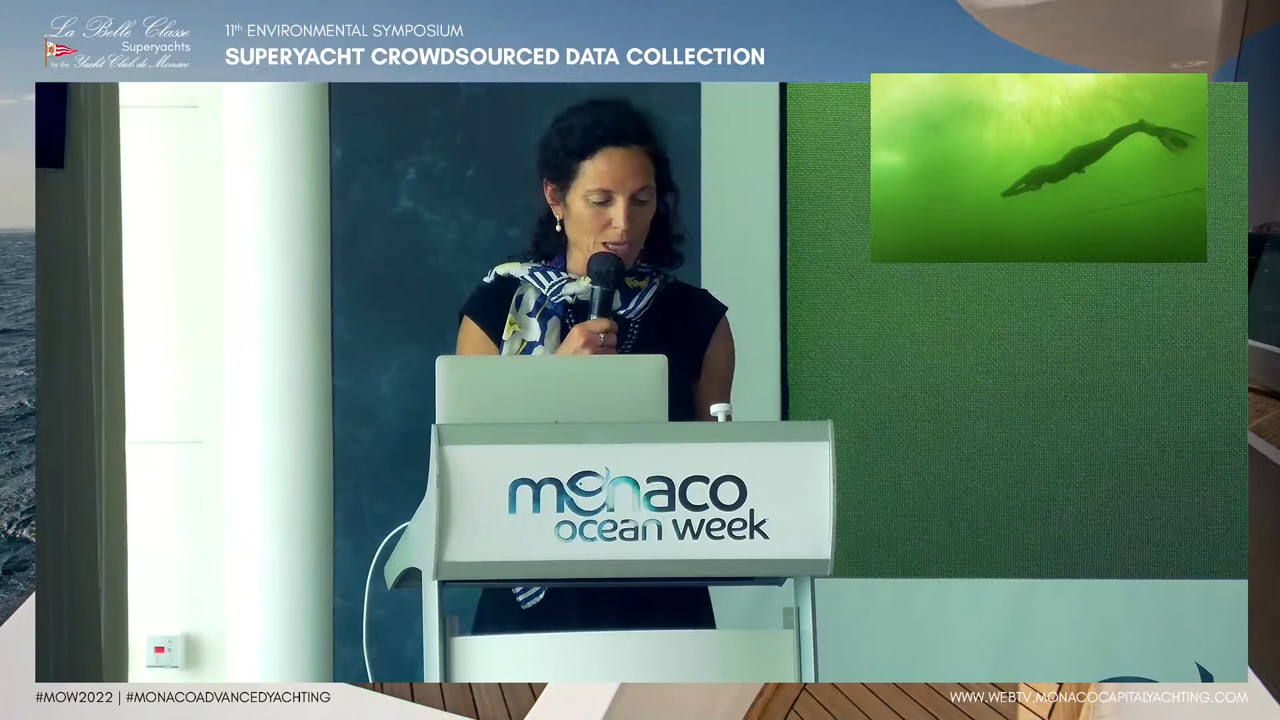 La Belle Classe
Superyachts
by the Yacht Club de Monaco
11th ENVIRONMENTAL SYMPOSIUM
SUPERYACHT CROWDSOURCED DATA COLLECTION
monaco
ocean week
#MOW2022 | #MONACOADVANCEDYACHTING
WWW.WEBTV.MONACOCAPITALYACHTING.COM